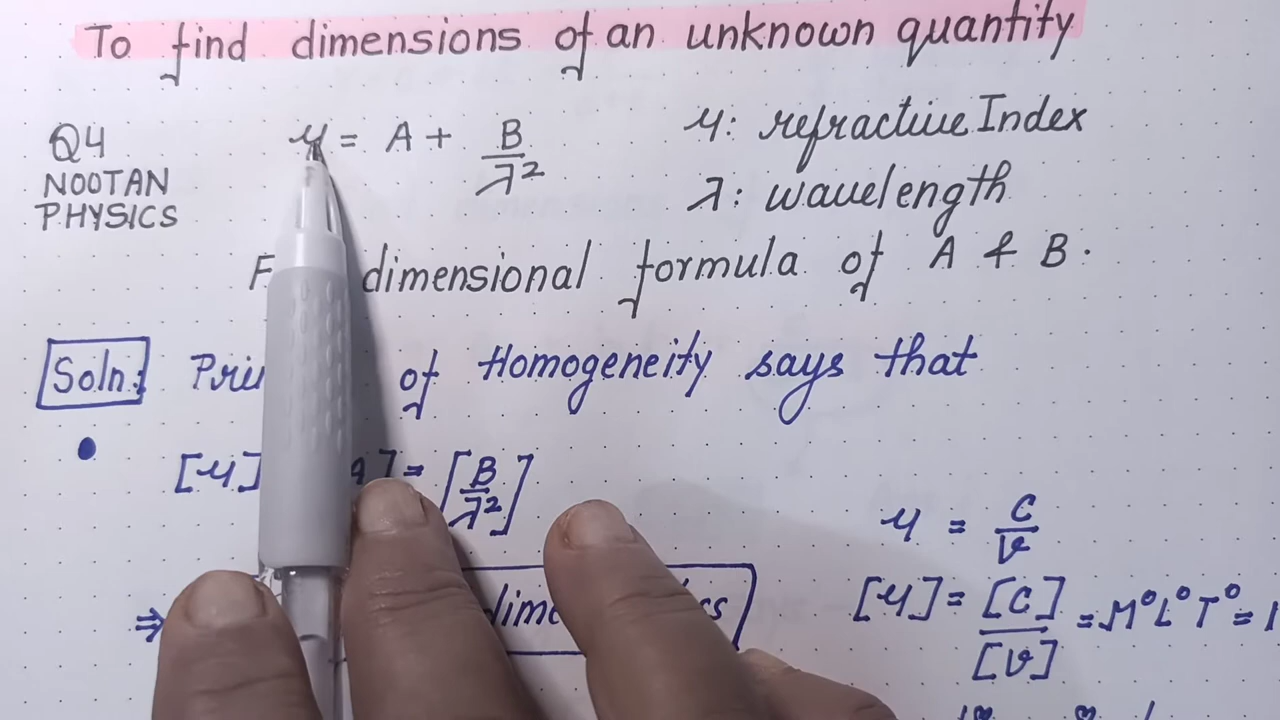 To find dimensions of an unknown quantity
Q4
NOOTAN
PHYSICS
μ = A + B/λ²
μ: refractive Index
λ: wavelength
dimensional formula of A & B.
Soln:
of Homogeneity says that
[μ] = [B/λ²]
μ = c/v
[μ] = [c]/[v] = M⁰L⁰T⁰ =
⇒